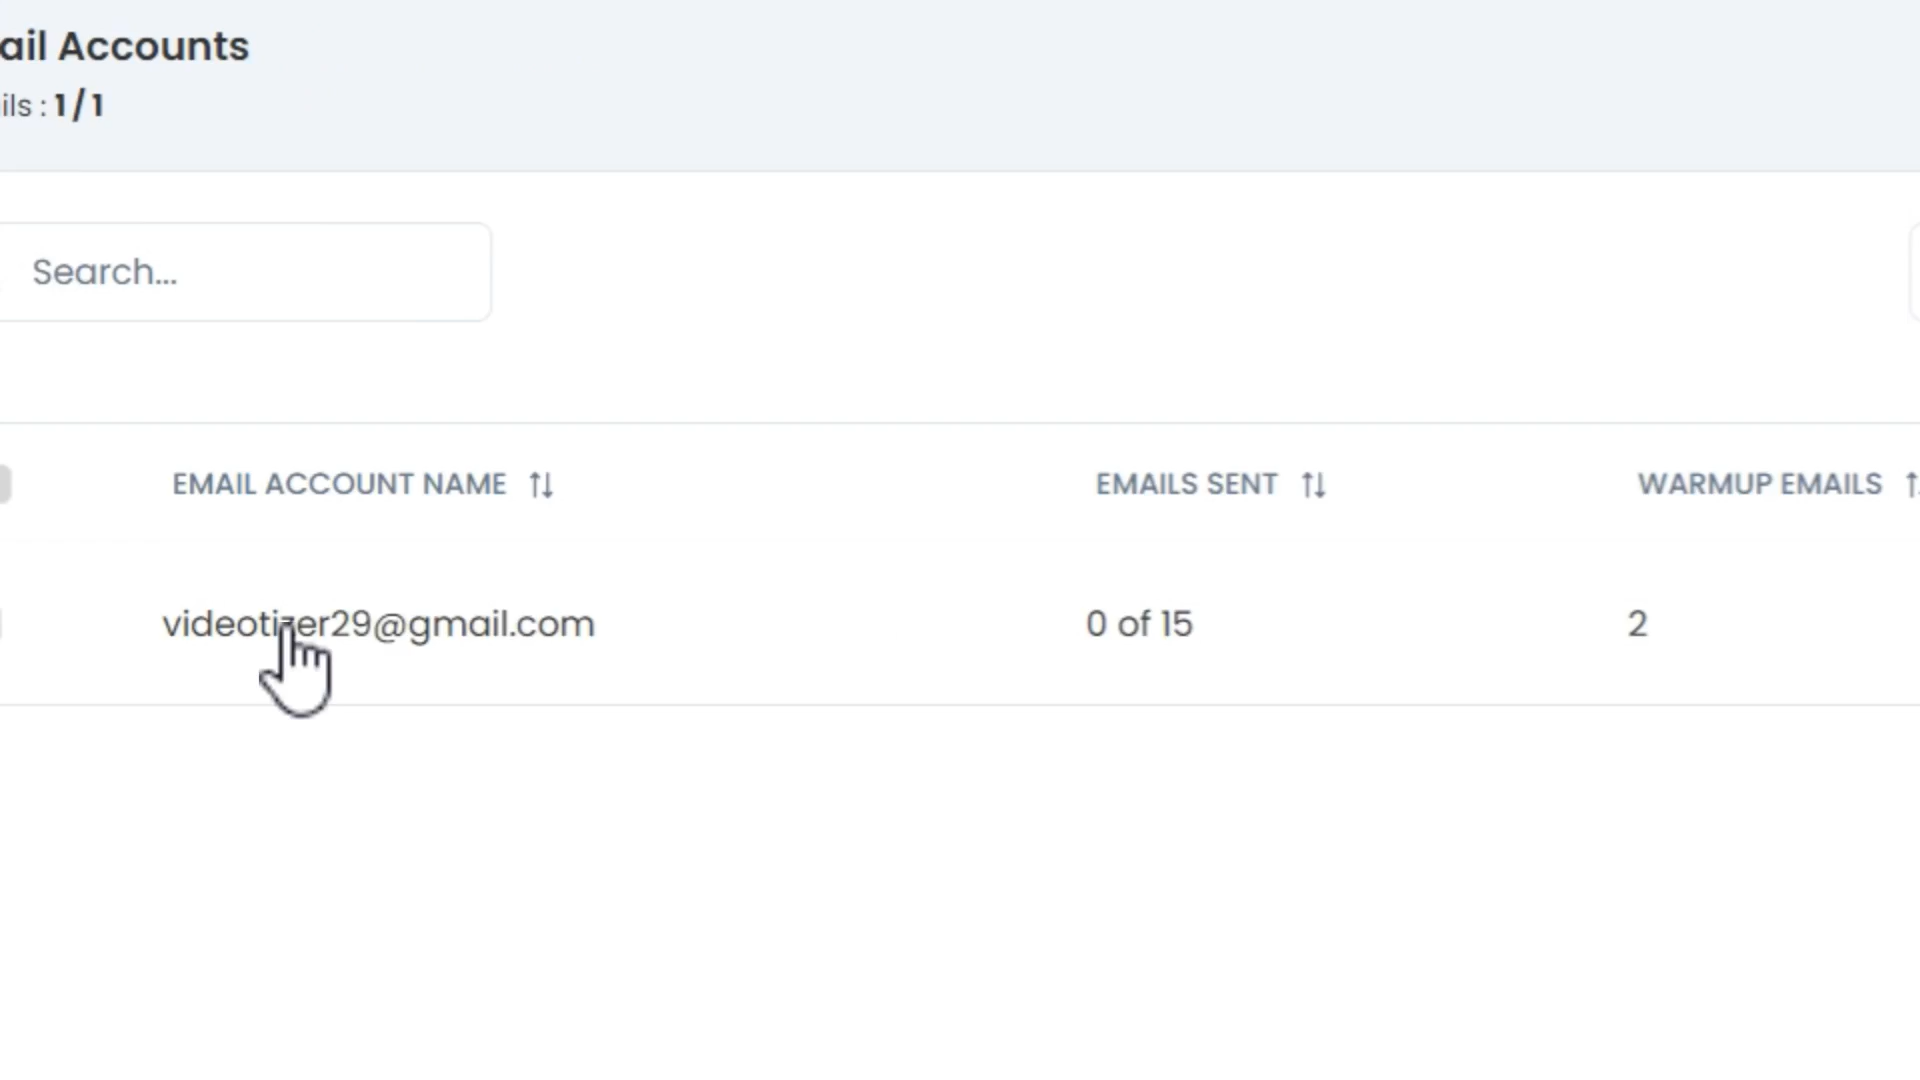 ail Accounts
ils : 1 / 1
Search...
EMAIL ACCOUNT NAME
EMAILS SENT
WARMUP EMAILS
videotizer29@gmail.com
0 of 15
2